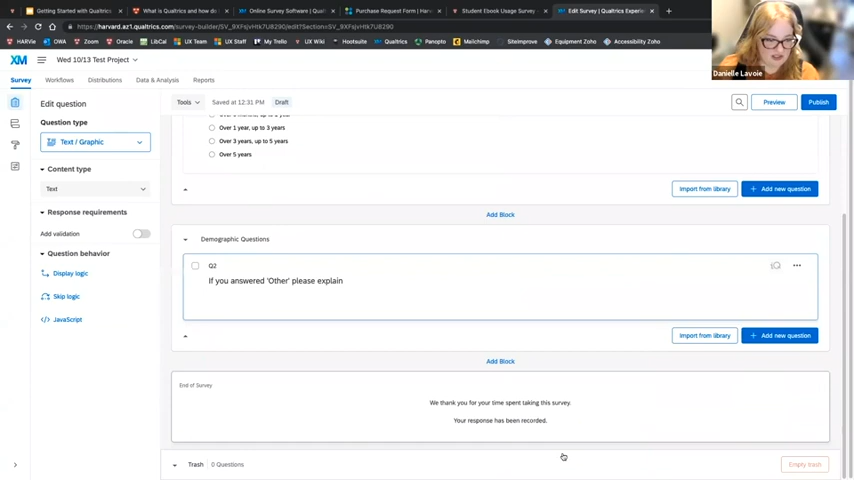 Getting Started with Qualtrics
What is Qualtrics and how do
Online Survey Software | Qualt
Purchase Request Form | Harv
Student Ebook Usage Survey
Edit Survey | Qualtrics Experie
https://harvard.az1.qualtrics.com/survey-builder/
HARVie
OWA
Zoom
Oracle
LibCal
UX Team
UX Staff
My Trello
UX Wiki
Hootsuite
Qualtrics
Panopto
Mailchimp
SiteImprove
Equipment Zoho
Accessibility Zoho
Danielle Lavoie
XM
Wed 10/13 Test Project
Survey
Workflows
Distributions
Data & Analysis
Reports
Edit question
Question type
Text / Graphic
Content type
Text
Response requirements
Add validation
Question behavior
Display logic
Skip logic
JavaScript
Tools
Saved at 12:31 PM
Draft
Preview
Publish
Over 1 year, up to 3 years
Over 3 years, up to 5 years
Over 5 years
Import from library
Add new question
Add Block
Demographic Questions
Q2
If you answered 'Other' please explain
Import from library
Add new question
Add Block
End of Survey
We thank you for your time spent taking this survey.
Your response has been recorded.
Trash
0 Questions
Empty trash